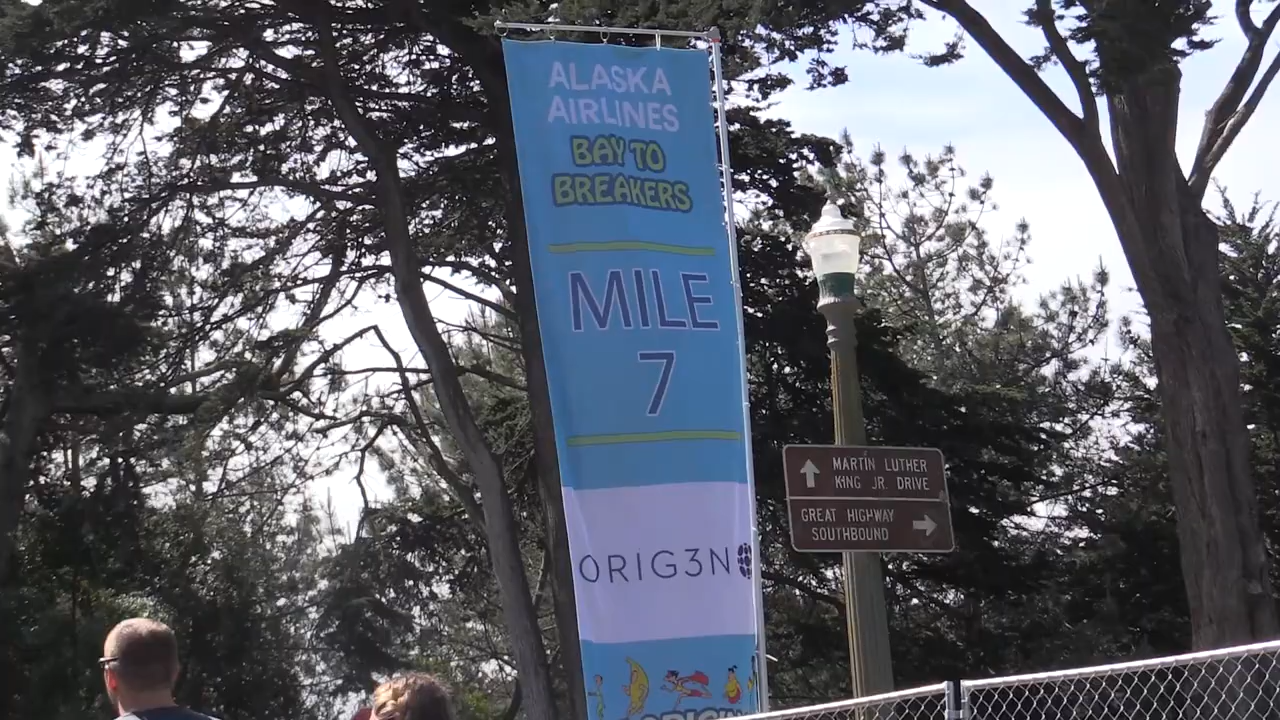 ALASKA
AIRLINES
BAY TO
BREAKERS
MILE
7
ORIG3N
MARTIN LUTHER
KING JR. DRIVE
GREAT HIGHWAY
SOUTHBOUND